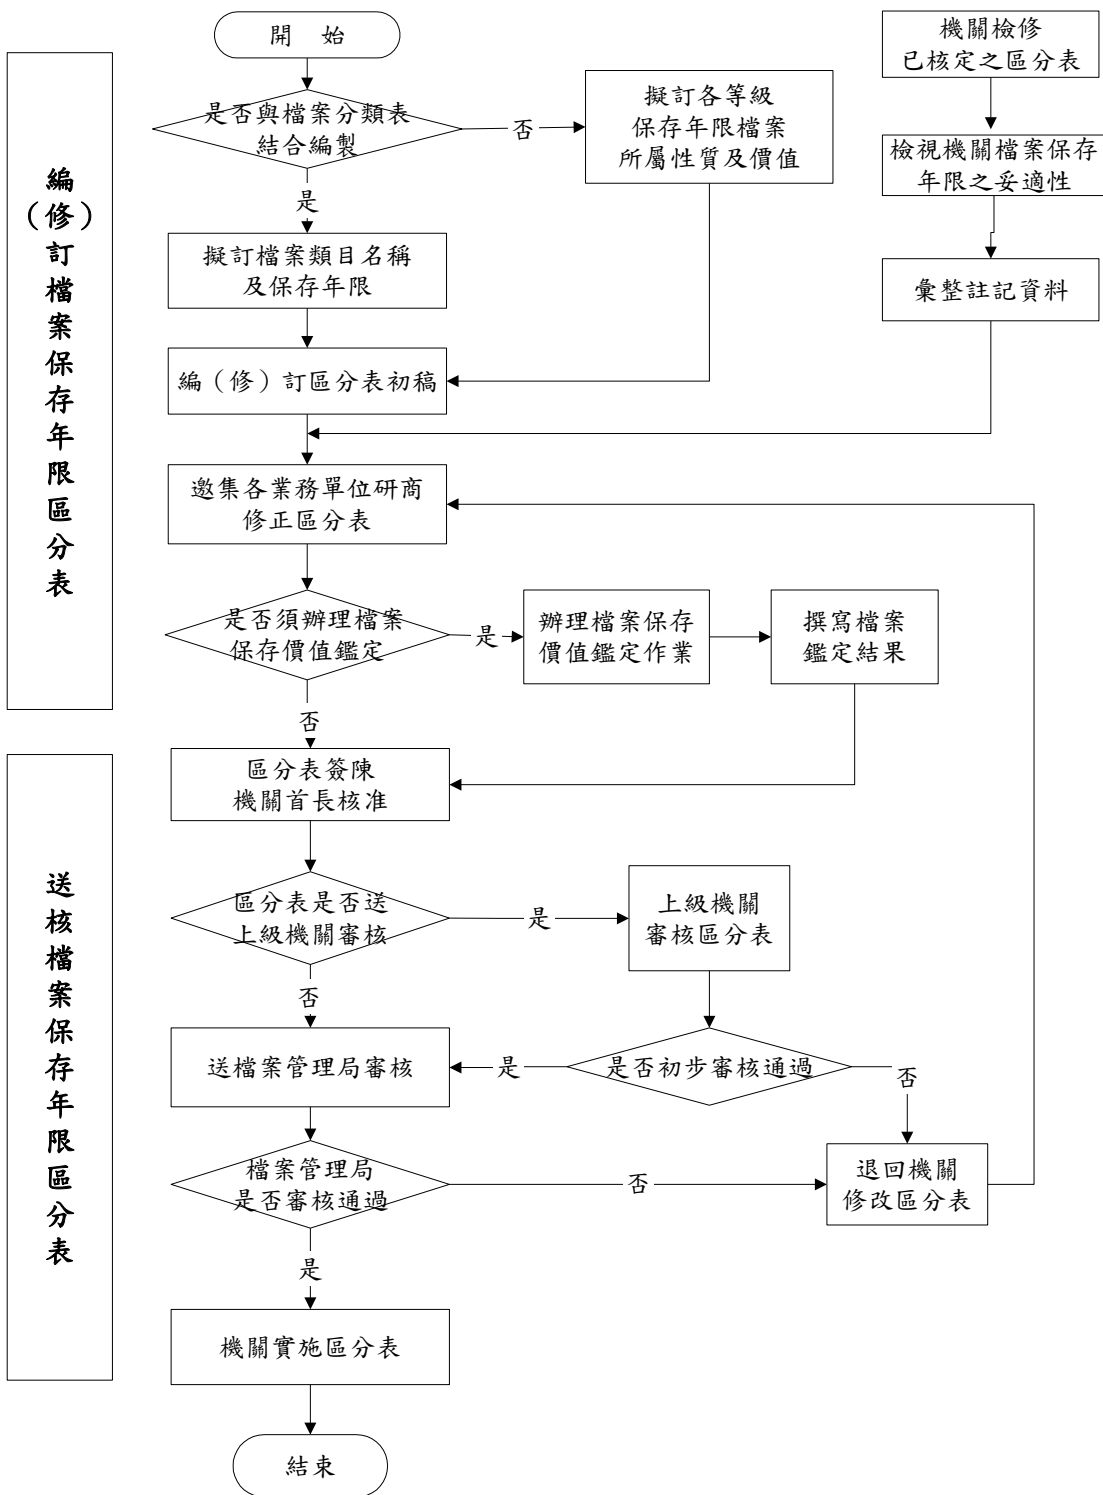 編（修）訂檔案保存年限區分表
開　始
是否與檔案分類表
結合編製
否
擬訂各等級
保存年限檔案
所屬性質及價值
是
擬訂檔案類目名稱
及保存年限
編（修）訂區分表初稿
機關檢修
已核定之區分表
檢視機關檔案保存
年限之妥適性
彙整註記資料
邀集各業務單位研商
修正區分表
是否須辦理檔案
保存價值鑑定
是
辦理檔案保存
價值鑑定作業
撰寫檔案
鑑定結果
否
送核檔案保存年限區分表
區分表簽陳
機關首長核准
區分表是否送
上級機關審核
是
上級機關
審核區分表
否
送檔案管理局審核
是
是否初步審核通過
否
檔案管理局
是否審核通過
否
退回機關
修改區分表
是
機關實施區分表
結束